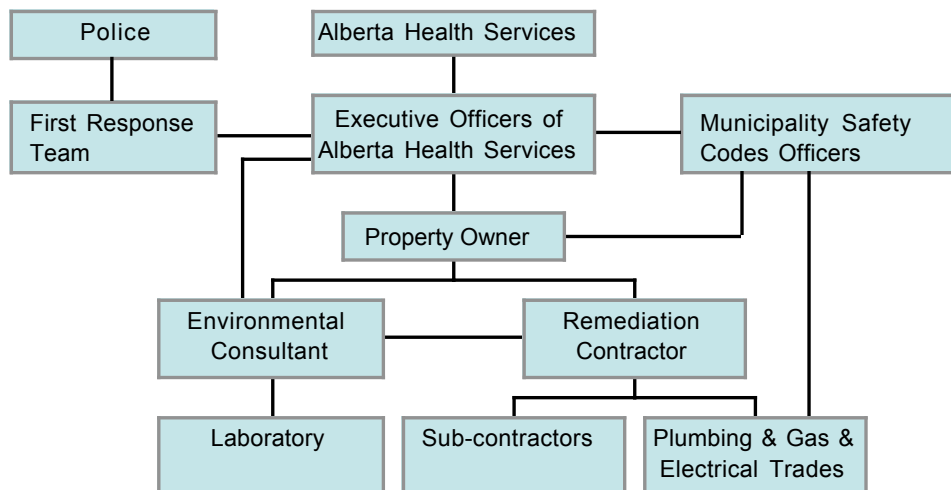 Police
Alberta Health Services
First Response
Team
Executive Officers of
Alberta Health Services
Municipality Safety
Codes Officers
Property Owner
Environmental
Consultant
Remediation
Contractor
Laboratory
Sub-contractors
Plumbing & Gas &
Electrical Trades